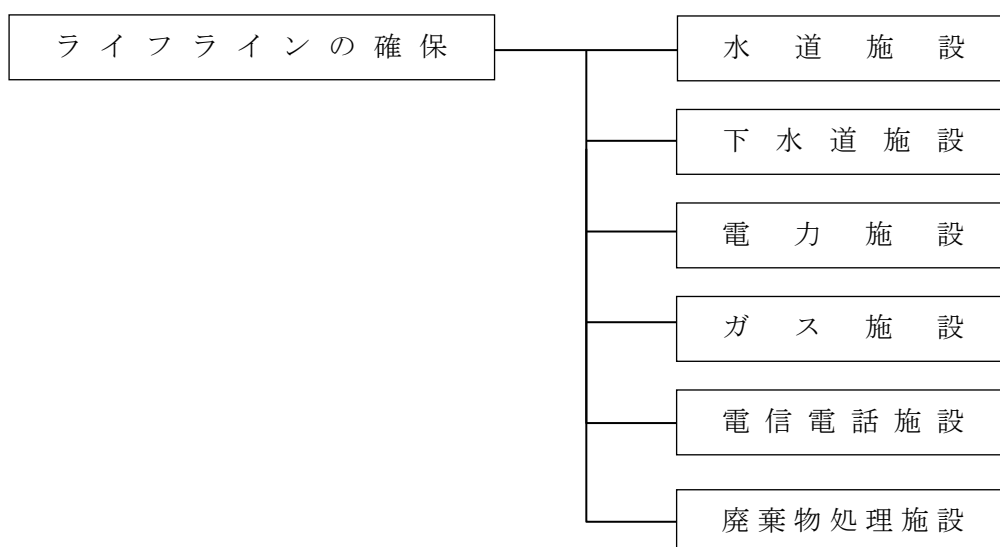 ライフラインの確保
水道施設
下水道施設
電力施設
ガス施設
電信電話施設
廃棄物処理施設